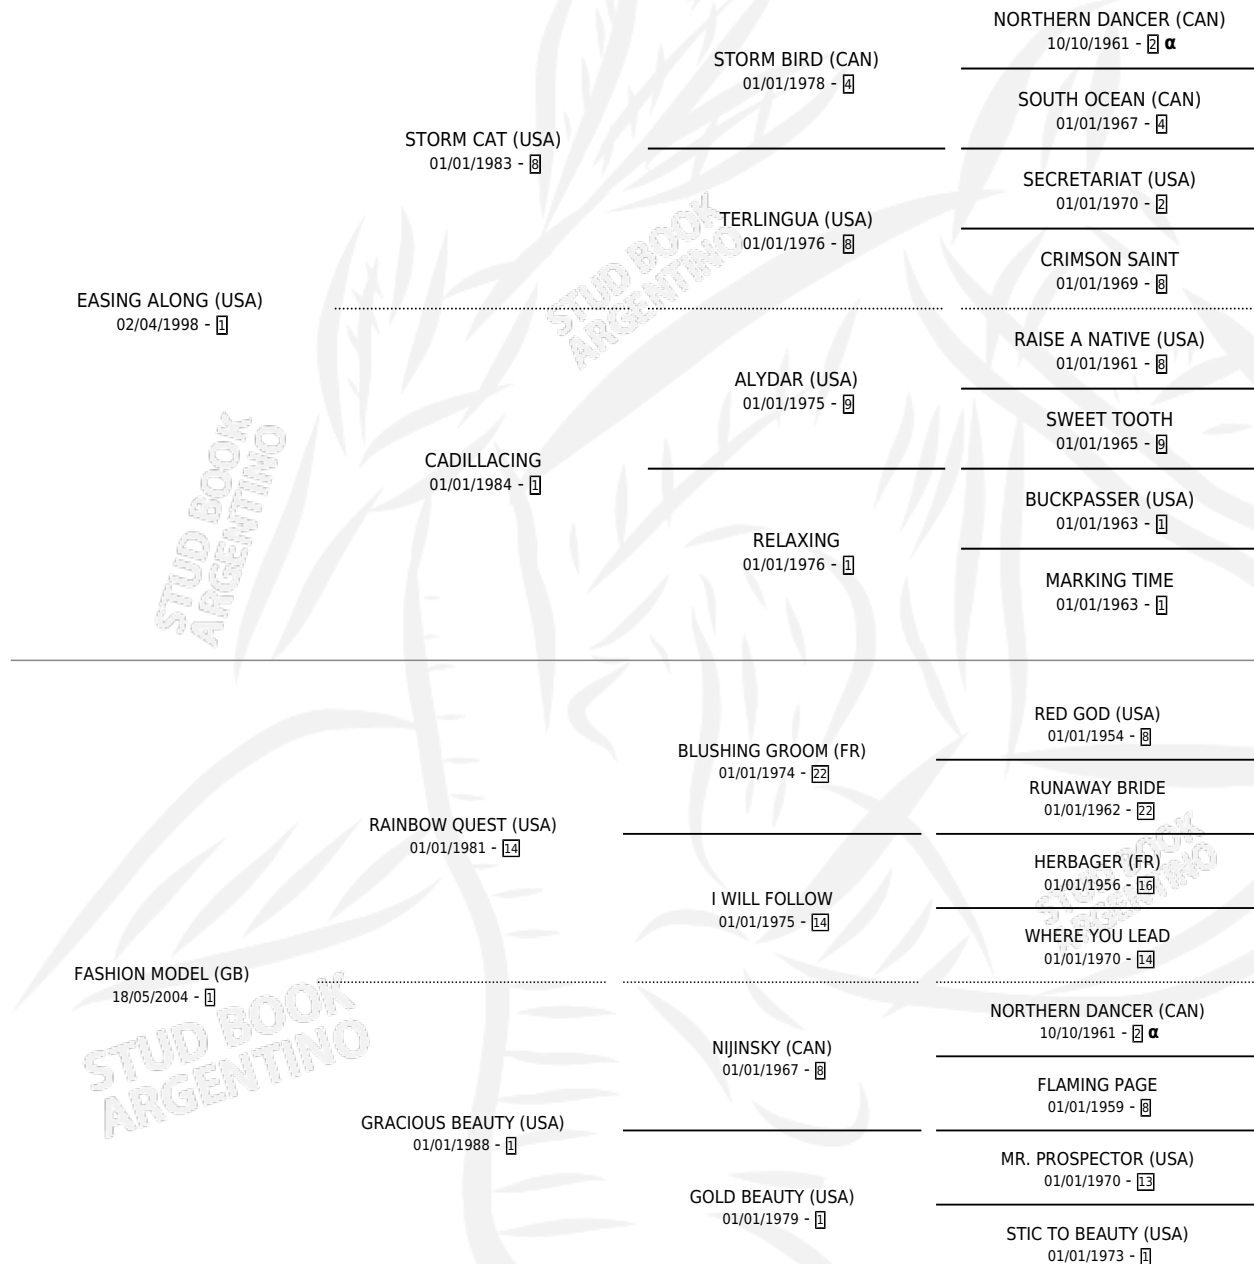 NORTHERN DANCER (CAN)
10/10/1961 - 2 α
STORM BIRD (CAN)
01/01/1978 - 4
SOUTH OCEAN (CAN)
01/01/1967 - 4
STORM CAT (USA)
01/01/1983 - 8
SECRETARIAT (USA)
01/01/1970 - 2
TERLINGUA (USA)
01/01/1976 - 8
CRIMSON SAINT
01/01/1969 - 8
EASING ALONG (USA)
02/04/1998 - 1
RAISE A NATIVE (USA)
01/01/1961 - 8
ALYDAR (USA)
01/01/1975 - 9
SWEET TOOTH
01/01/1965 - 9
CADILLACING
01/01/1984 - 1
BUCKPASSER (USA)
01/01/1963 - 1
RELAXING
01/01/1976 - 1
MARKING TIME
01/01/1963 - 1
STUD BOOK
ARGENTINO
STUD BOOK
ARGENTINO
RED GOD (USA)
01/01/1954 - 8
BLUSHING GROOM (FR)
01/01/1974 - 22
RUNAWAY BRIDE
01/01/1962 - 22
RAINBOW QUEST (USA)
01/01/1981 - 14
HERBAGER (FR)
01/01/1956 - 16
I WILL FOLLOW
01/01/1975 - 14
WHERE YOU LEAD
01/01/1970 - 14
STUD BOOK
ARGENTINO
FASHION MODEL (GB)
18/05/2004 - 1
NORTHERN DANCER (CAN)
10/10/1961 - 2 α
NIJINSKY (CAN)
01/01/1967 - 8
FLAMING PAGE
01/01/1959 - 8
GRACIOUS BEAUTY (USA)
01/01/1988 - 1
MR. PROSPECTOR (USA)
01/01/1970 - 13
GOLD BEAUTY (USA)
01/01/1979 - 1
STIC TO BEAUTY (USA)
01/01/1973 - 1
STUD BOOK
ARGENTINO